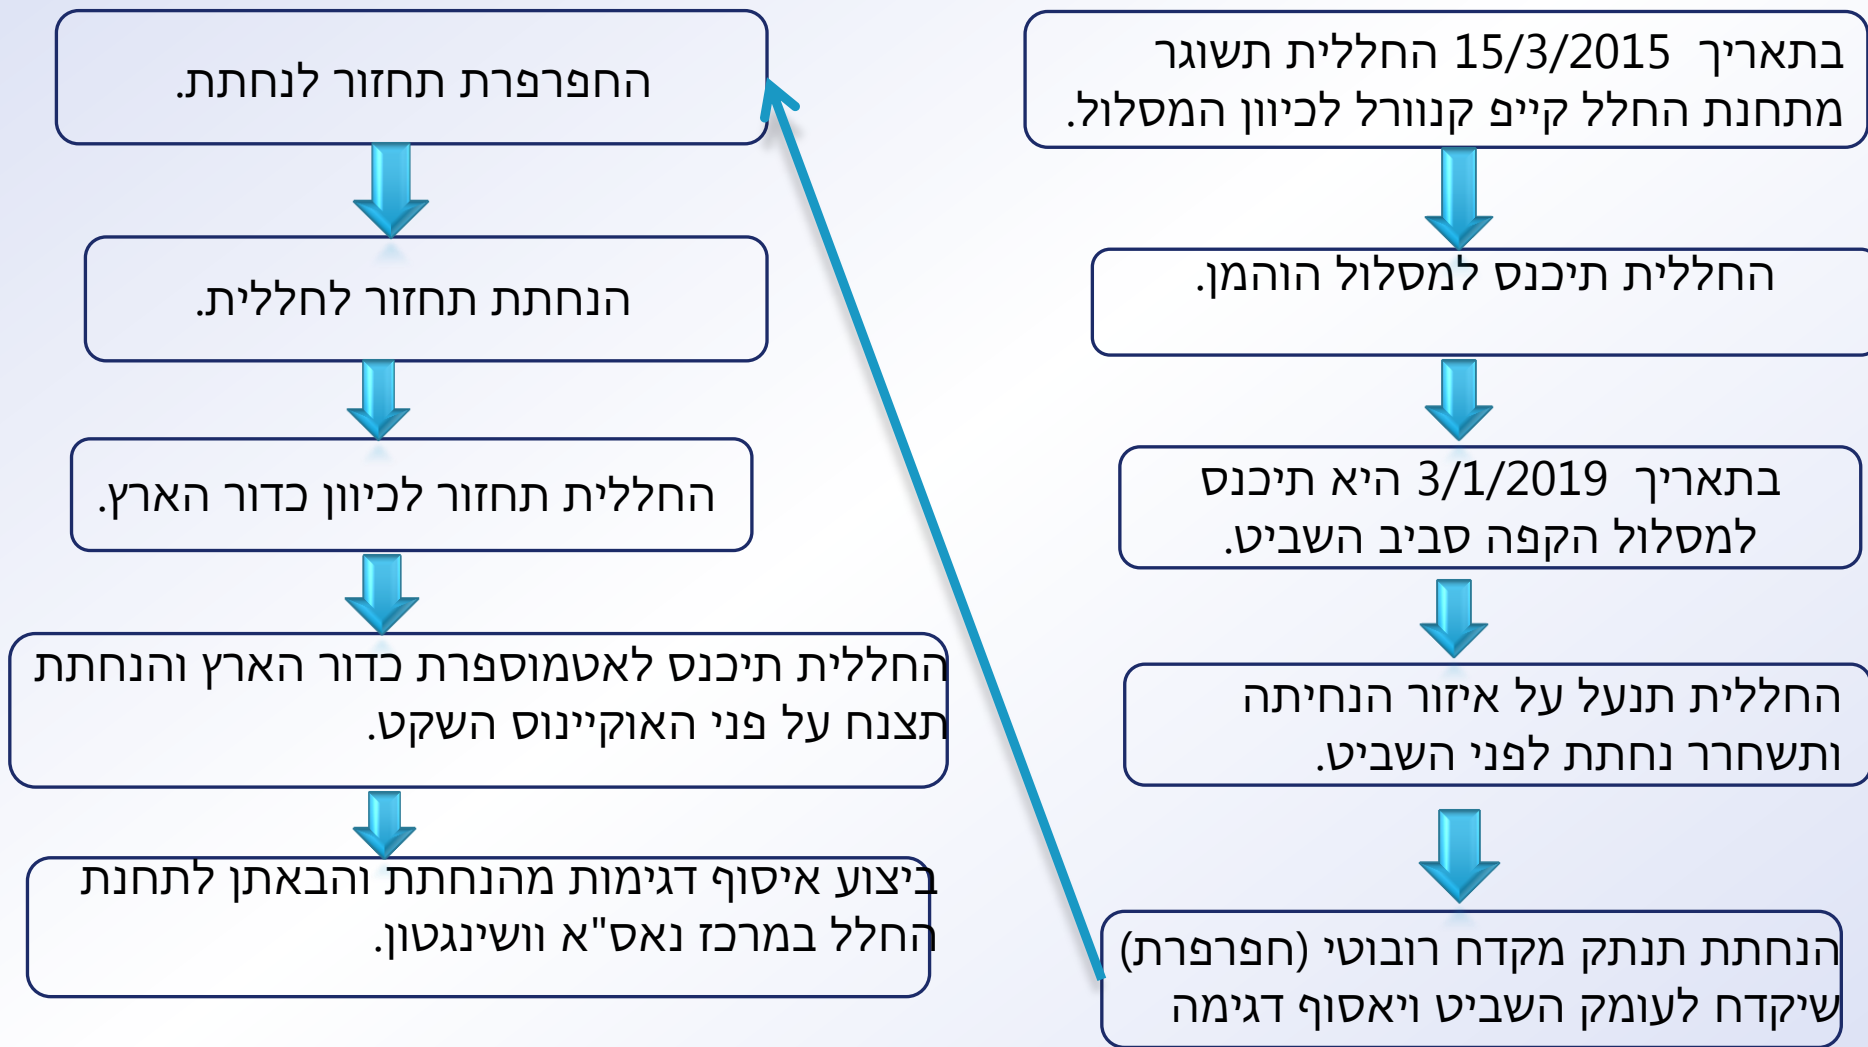 בתאריך 15/3/2015 החללית תשוגר
מתחנת החלל קייפ קנוורל לכיוון המסלול.
החללית תיכנס למסלול הוהמן.
בתאריך 3/1/2019 היא תיכנס
למסלול הקפה סביב השביט.
החללית תנעל על איזור הנחיתה
ותשחרר נחתת לפני השביט.
הנחתת תנתק מקדח רובוטי (חפרפרת)
שיקדח לעומק השביט ויאסוף דגימה
החפרפרת תחזור לנחתת.
הנחתת תחזור לחללית.
החללית תחזור לכיוון כדור הארץ.
החללית תיכנס לאטמוספרת כדור הארץ והנחתת
תצנח על פני האוקיינוס השקט.
ביצוע איסוף דגימות מהנחתת והבאתן לתחנת
החלל במרכז נאס"א וושינגטון.